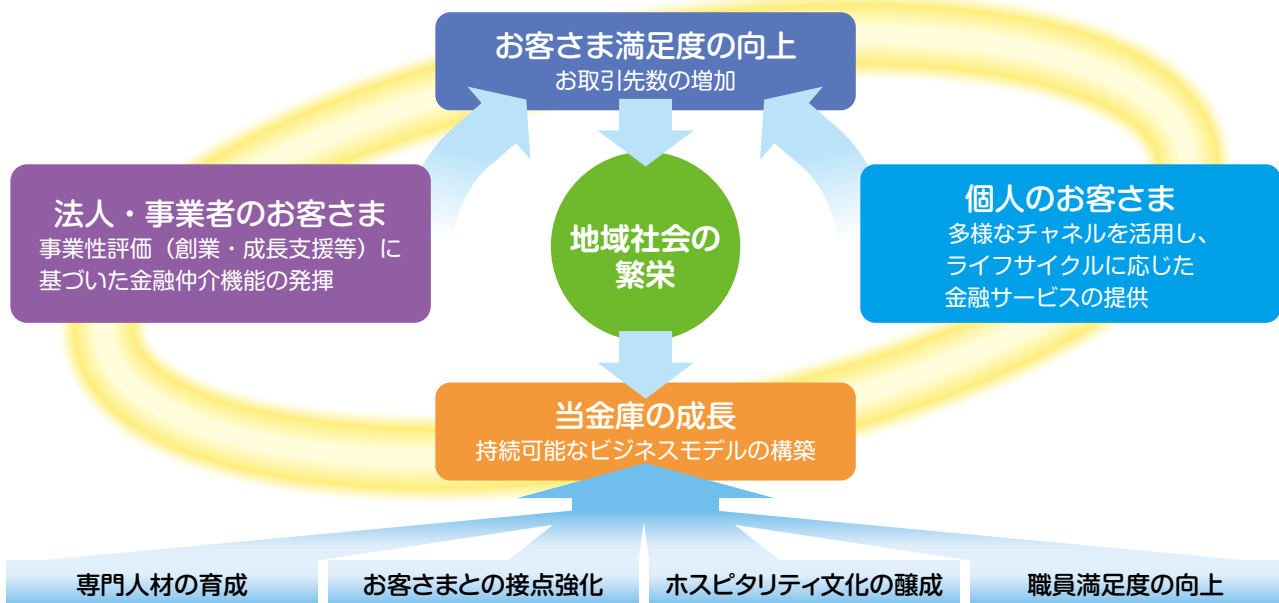 お客さま満足度の向上
お取引先数の増加
法人・事業者のお客さま
事業性評価（創業・成長支援等）に
基づいた金融仲介機能の発揮
地域社会の
繁栄
個人のお客さま
多様なチャネルを活用し、
ライフサイクルに応じた
金融サービスの提供
当金庫の成長
持続可能なビジネスモデルの構築
専門人材の育成
お客さまとの接点強化
ホスピタリティ文化の醸成
職員満足度の向上